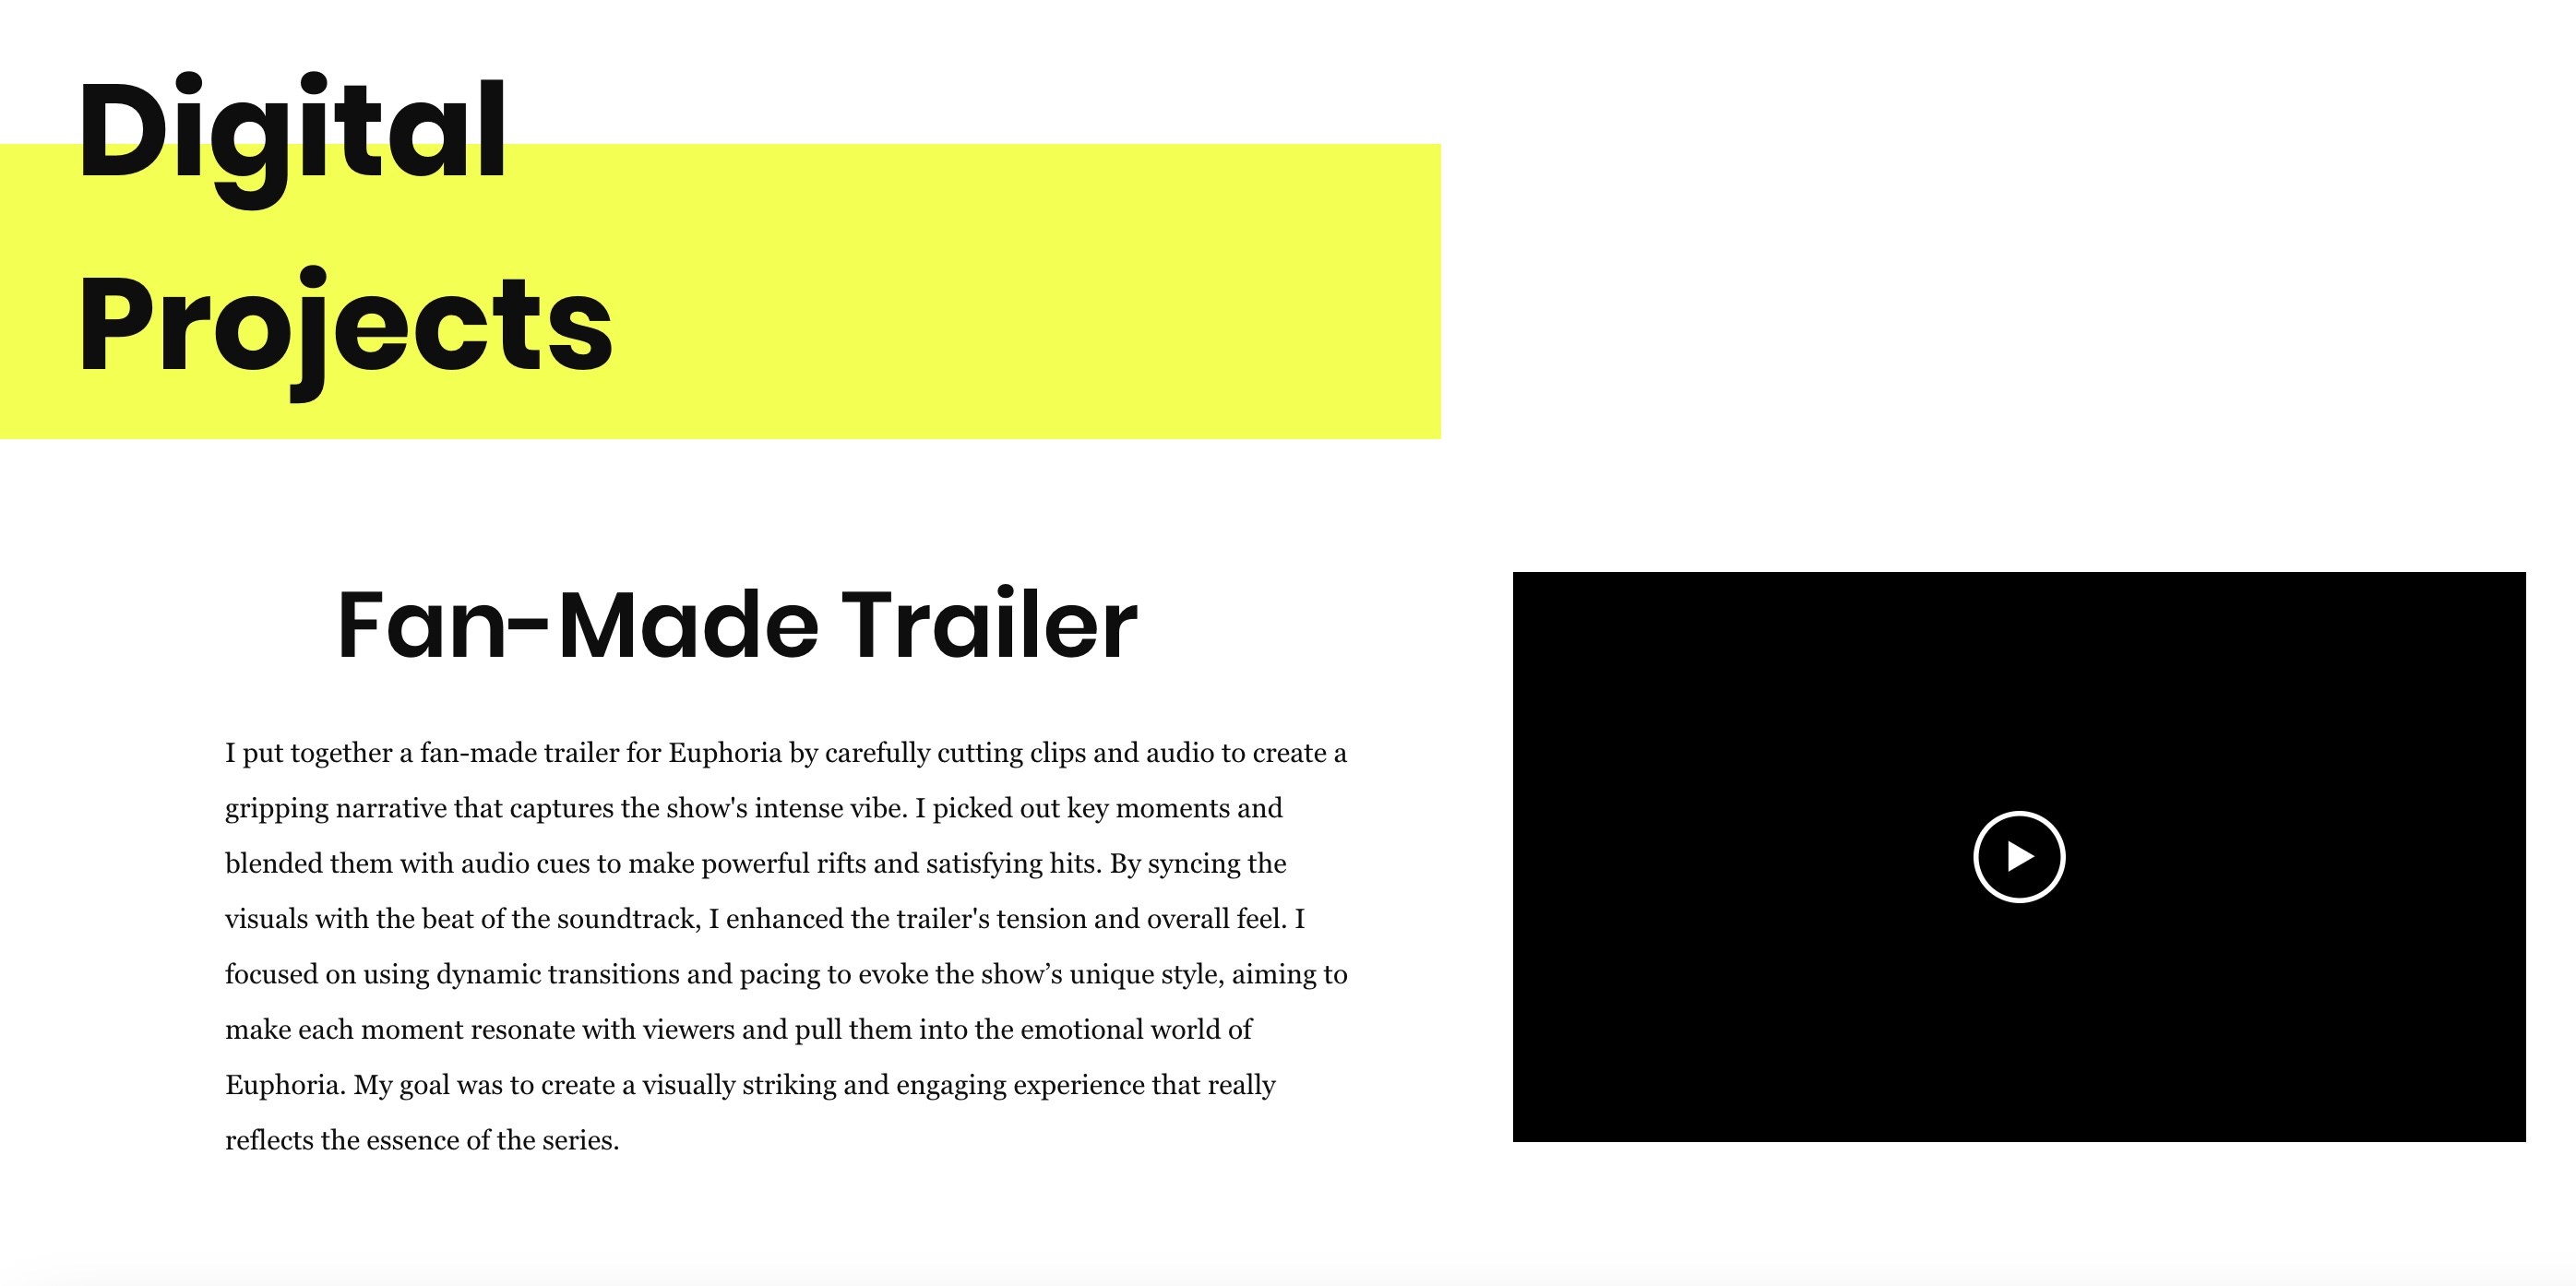 Digital
Projects
Fan-Made Trailer
I put together a fan-made trailer for Euphoria by carefully cutting clips and audio to create a
gripping narrative that captures the show's intense vibe. I picked out key moments and
blended them with audio cues to make powerful rifts and satisfying hits. By syncing the
visuals with the beat of the soundtrack, I enhanced the trailer's tension and overall feel. I
focused on using dynamic transitions and pacing to evoke the show’s unique style, aiming to
make each moment resonate with viewers and pull them into the emotional world of
Euphoria. My goal was to create a visually striking and engaging experience that really
reflects the essence of the series.